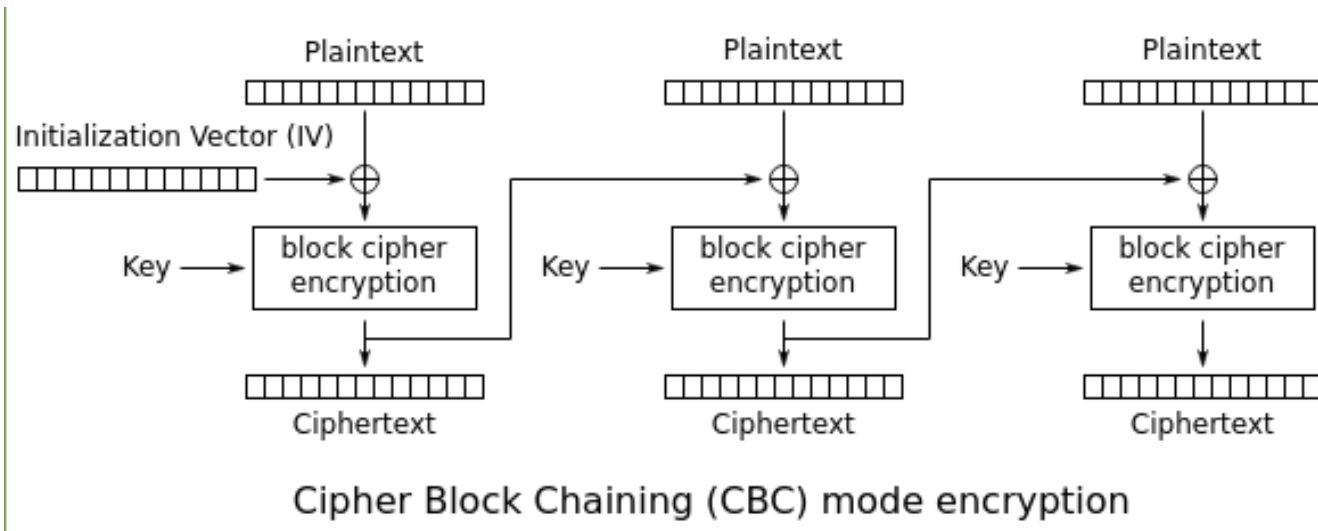 Plaintext
Plaintext
Plaintext
Initialization Vector (IV)
Key
block cipher
encryption
Key
block cipher
encryption
Key
block cipher
encryption
Ciphertext
Ciphertext
Ciphertext
Cipher Block Chaining (CBC) mode encryption